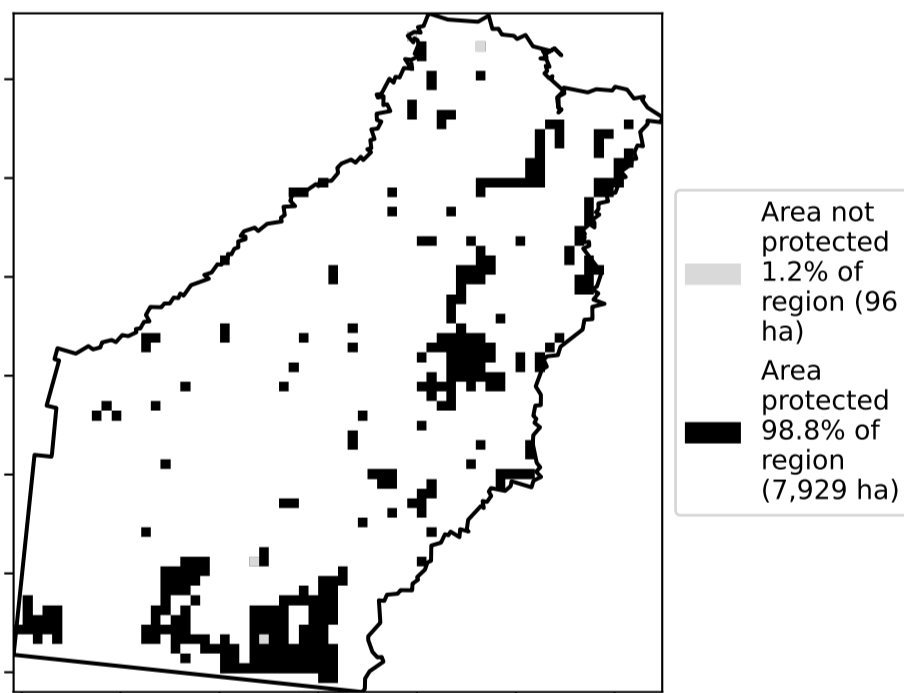 Area not
protected
1.2% of
region (96
ha)
Area
protected
98.8% of
region
(7,929 ha)